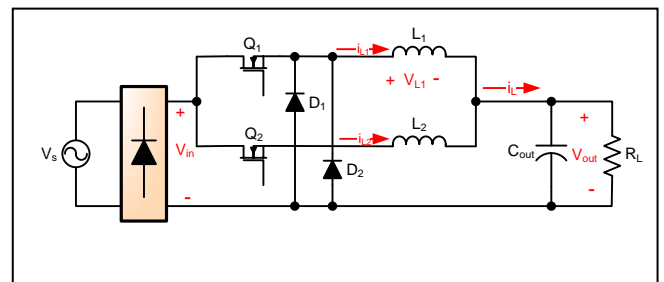 Q1
iL1
L1
+ VL1 -
iL
+
Vin
-
D1
Q2
iL2
L2
D2
Vs
Cout
+
Vout
-
RL